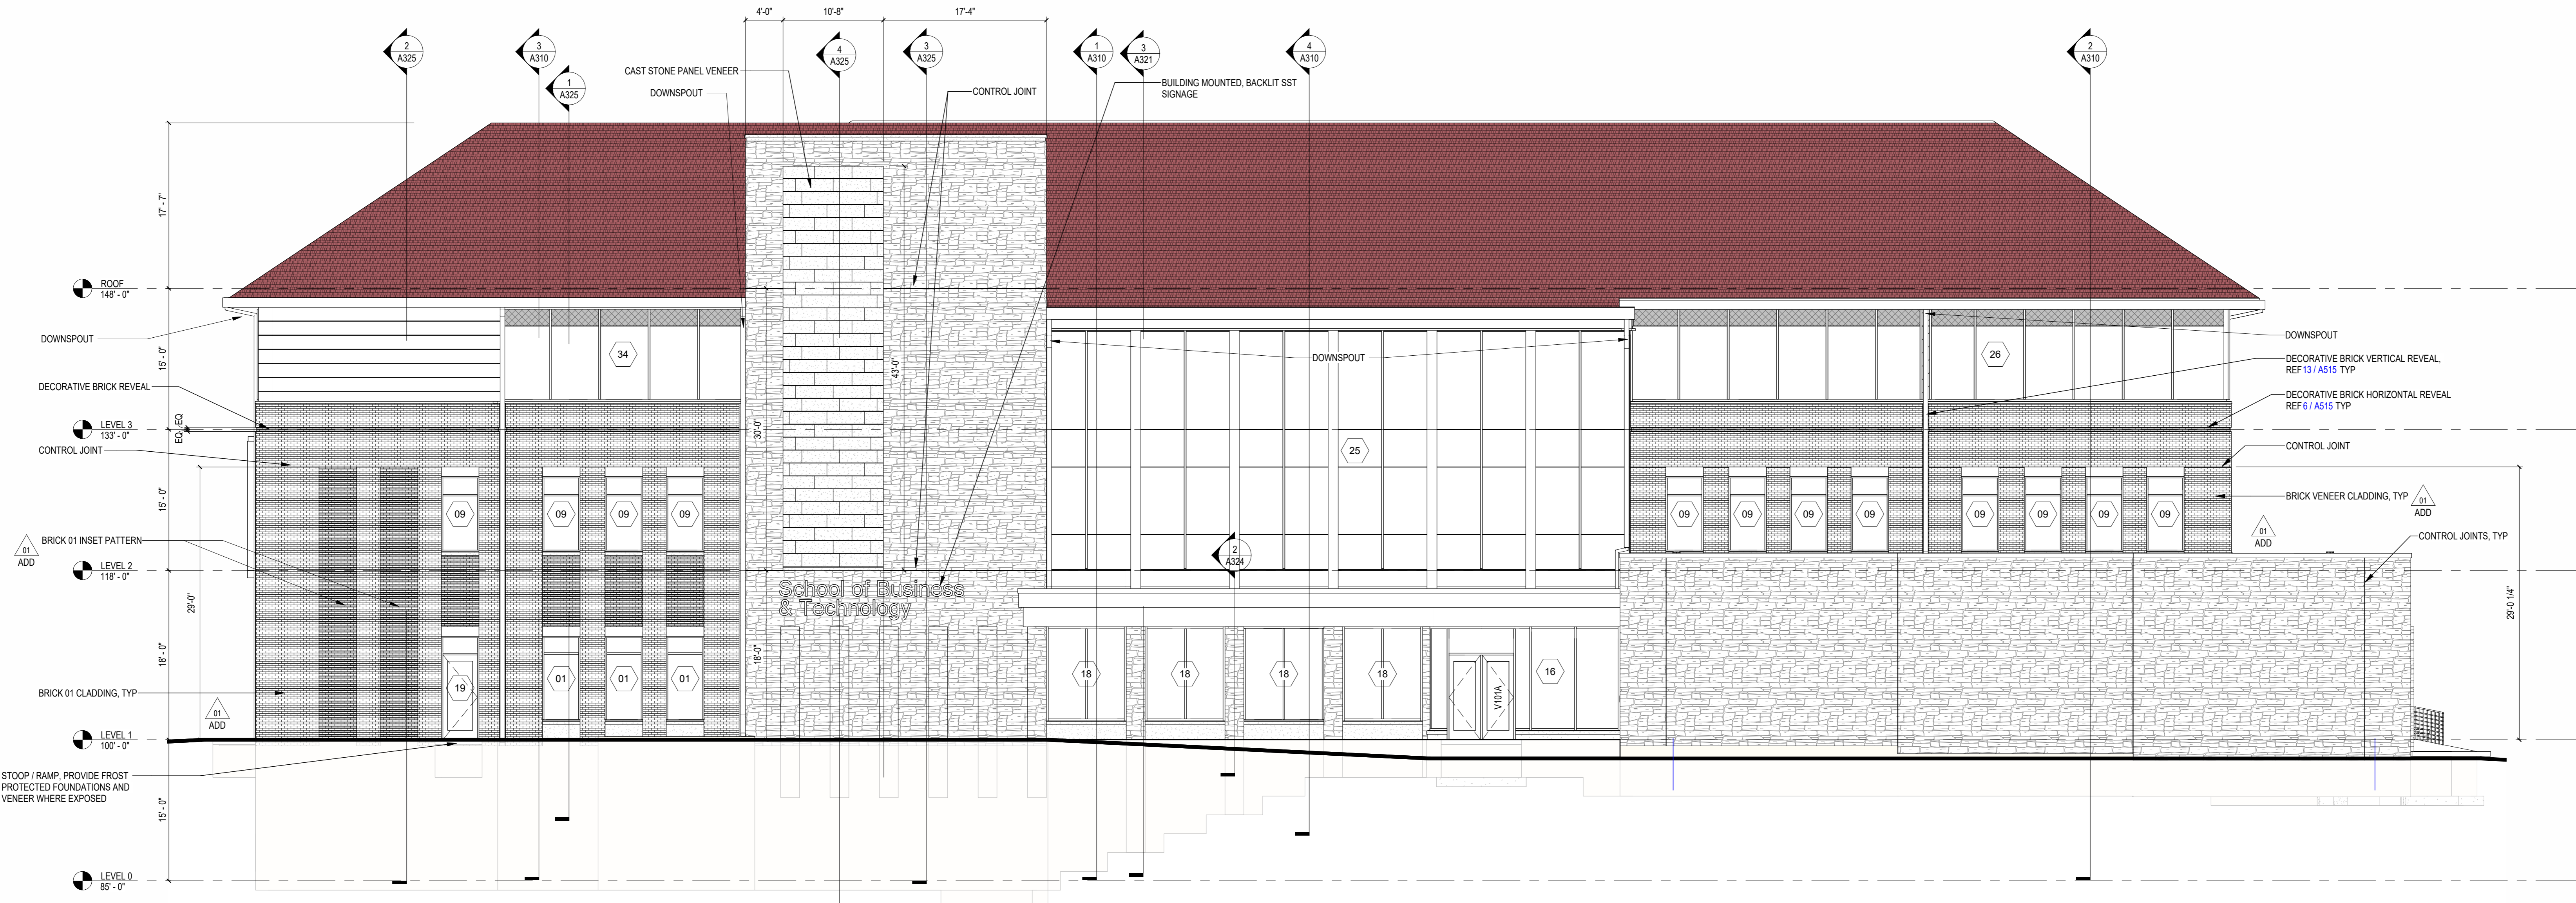 4'-0"
10'-8"
17'-4"
2
A325
3
A310
1
A325
4
A325
3
A325
1
A310
3
A321
4
A310
2
A310
CAST STONE PANEL VENEER
DOWNSPOUT
CONTROL JOINT
BUILDING MOUNTED, BACKLIT SST
SIGNAGE
17' - 7"
ROOF
148' - 0"
DOWNSPOUT
15' - 0"
DECORATIVE BRICK REVEAL
EQ
EQ
LEVEL 3
133' - 0"
CONTROL JOINT
15' - 0"
01
ADD
BRICK 01 INSET PATTERN
LEVEL 2
118' - 0"
29'-0"
18' - 0"
BRICK 01 CLADDING, TYP
01
ADD
LEVEL 1
100' - 0"
STOOP / RAMP, PROVIDE FROST
PROTECTED FOUNDATIONS AND
VENEER WHERE EXPOSED
15' - 0"
LEVEL 0
85' - 0"
34
09
09
09
09
19
01
01
01
30'-0"
43'-0"
18'-0"
School of Business
& Technology
DOWNSPOUT
25
2
A324
18
18
18
18
V101A
16
26
09
09
09
09
09
09
09
09
DOWNSPOUT
DECORATIVE BRICK VERTICAL REVEAL,
REF 13 / A515 TYP
DECORATIVE BRICK HORIZONTAL REVEAL
REF 6 / A515 TYP
CONTROL JOINT
BRICK VENEER CLADDING, TYP
01
ADD
01
ADD
CONTROL JOINTS, TYP
29'-0 1/4"